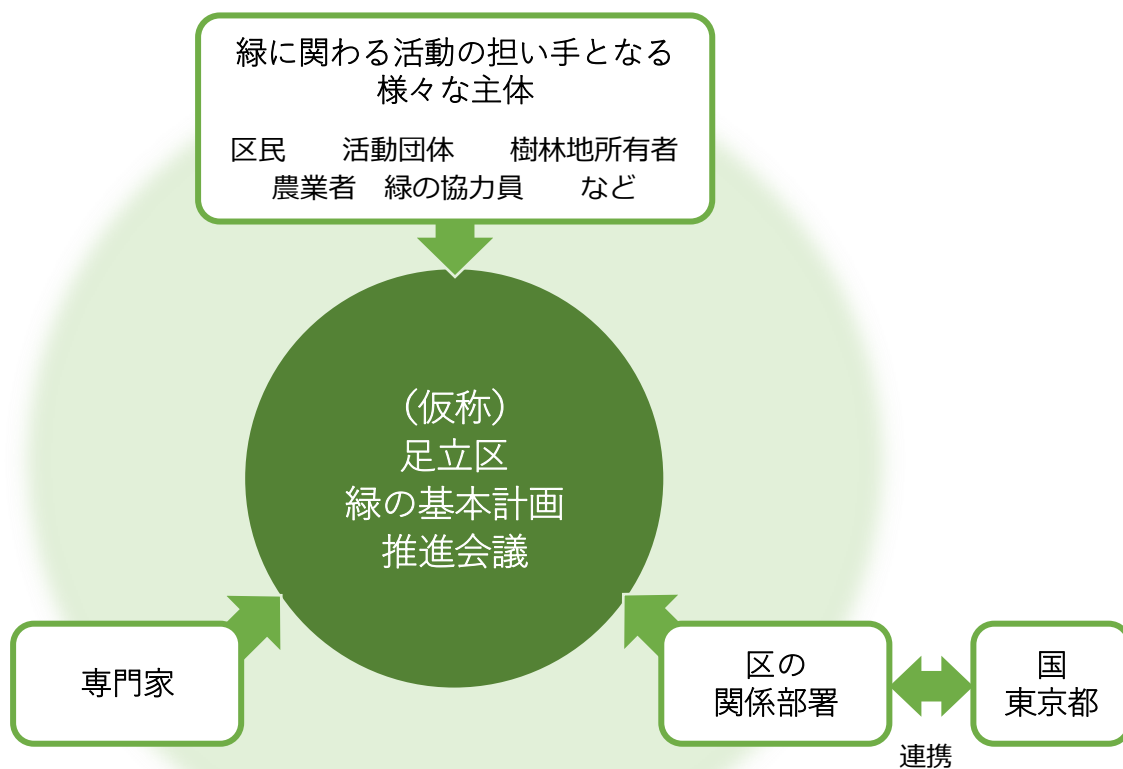 緑に関わる活動の担い手となる
様々な主体
区民　　活動団体　　樹林地所有者
農業者　緑の協力員　　など
（仮称）
足立区
緑の基本計画
推進会議
専門家
区の
関係部署
国
東京都
連携